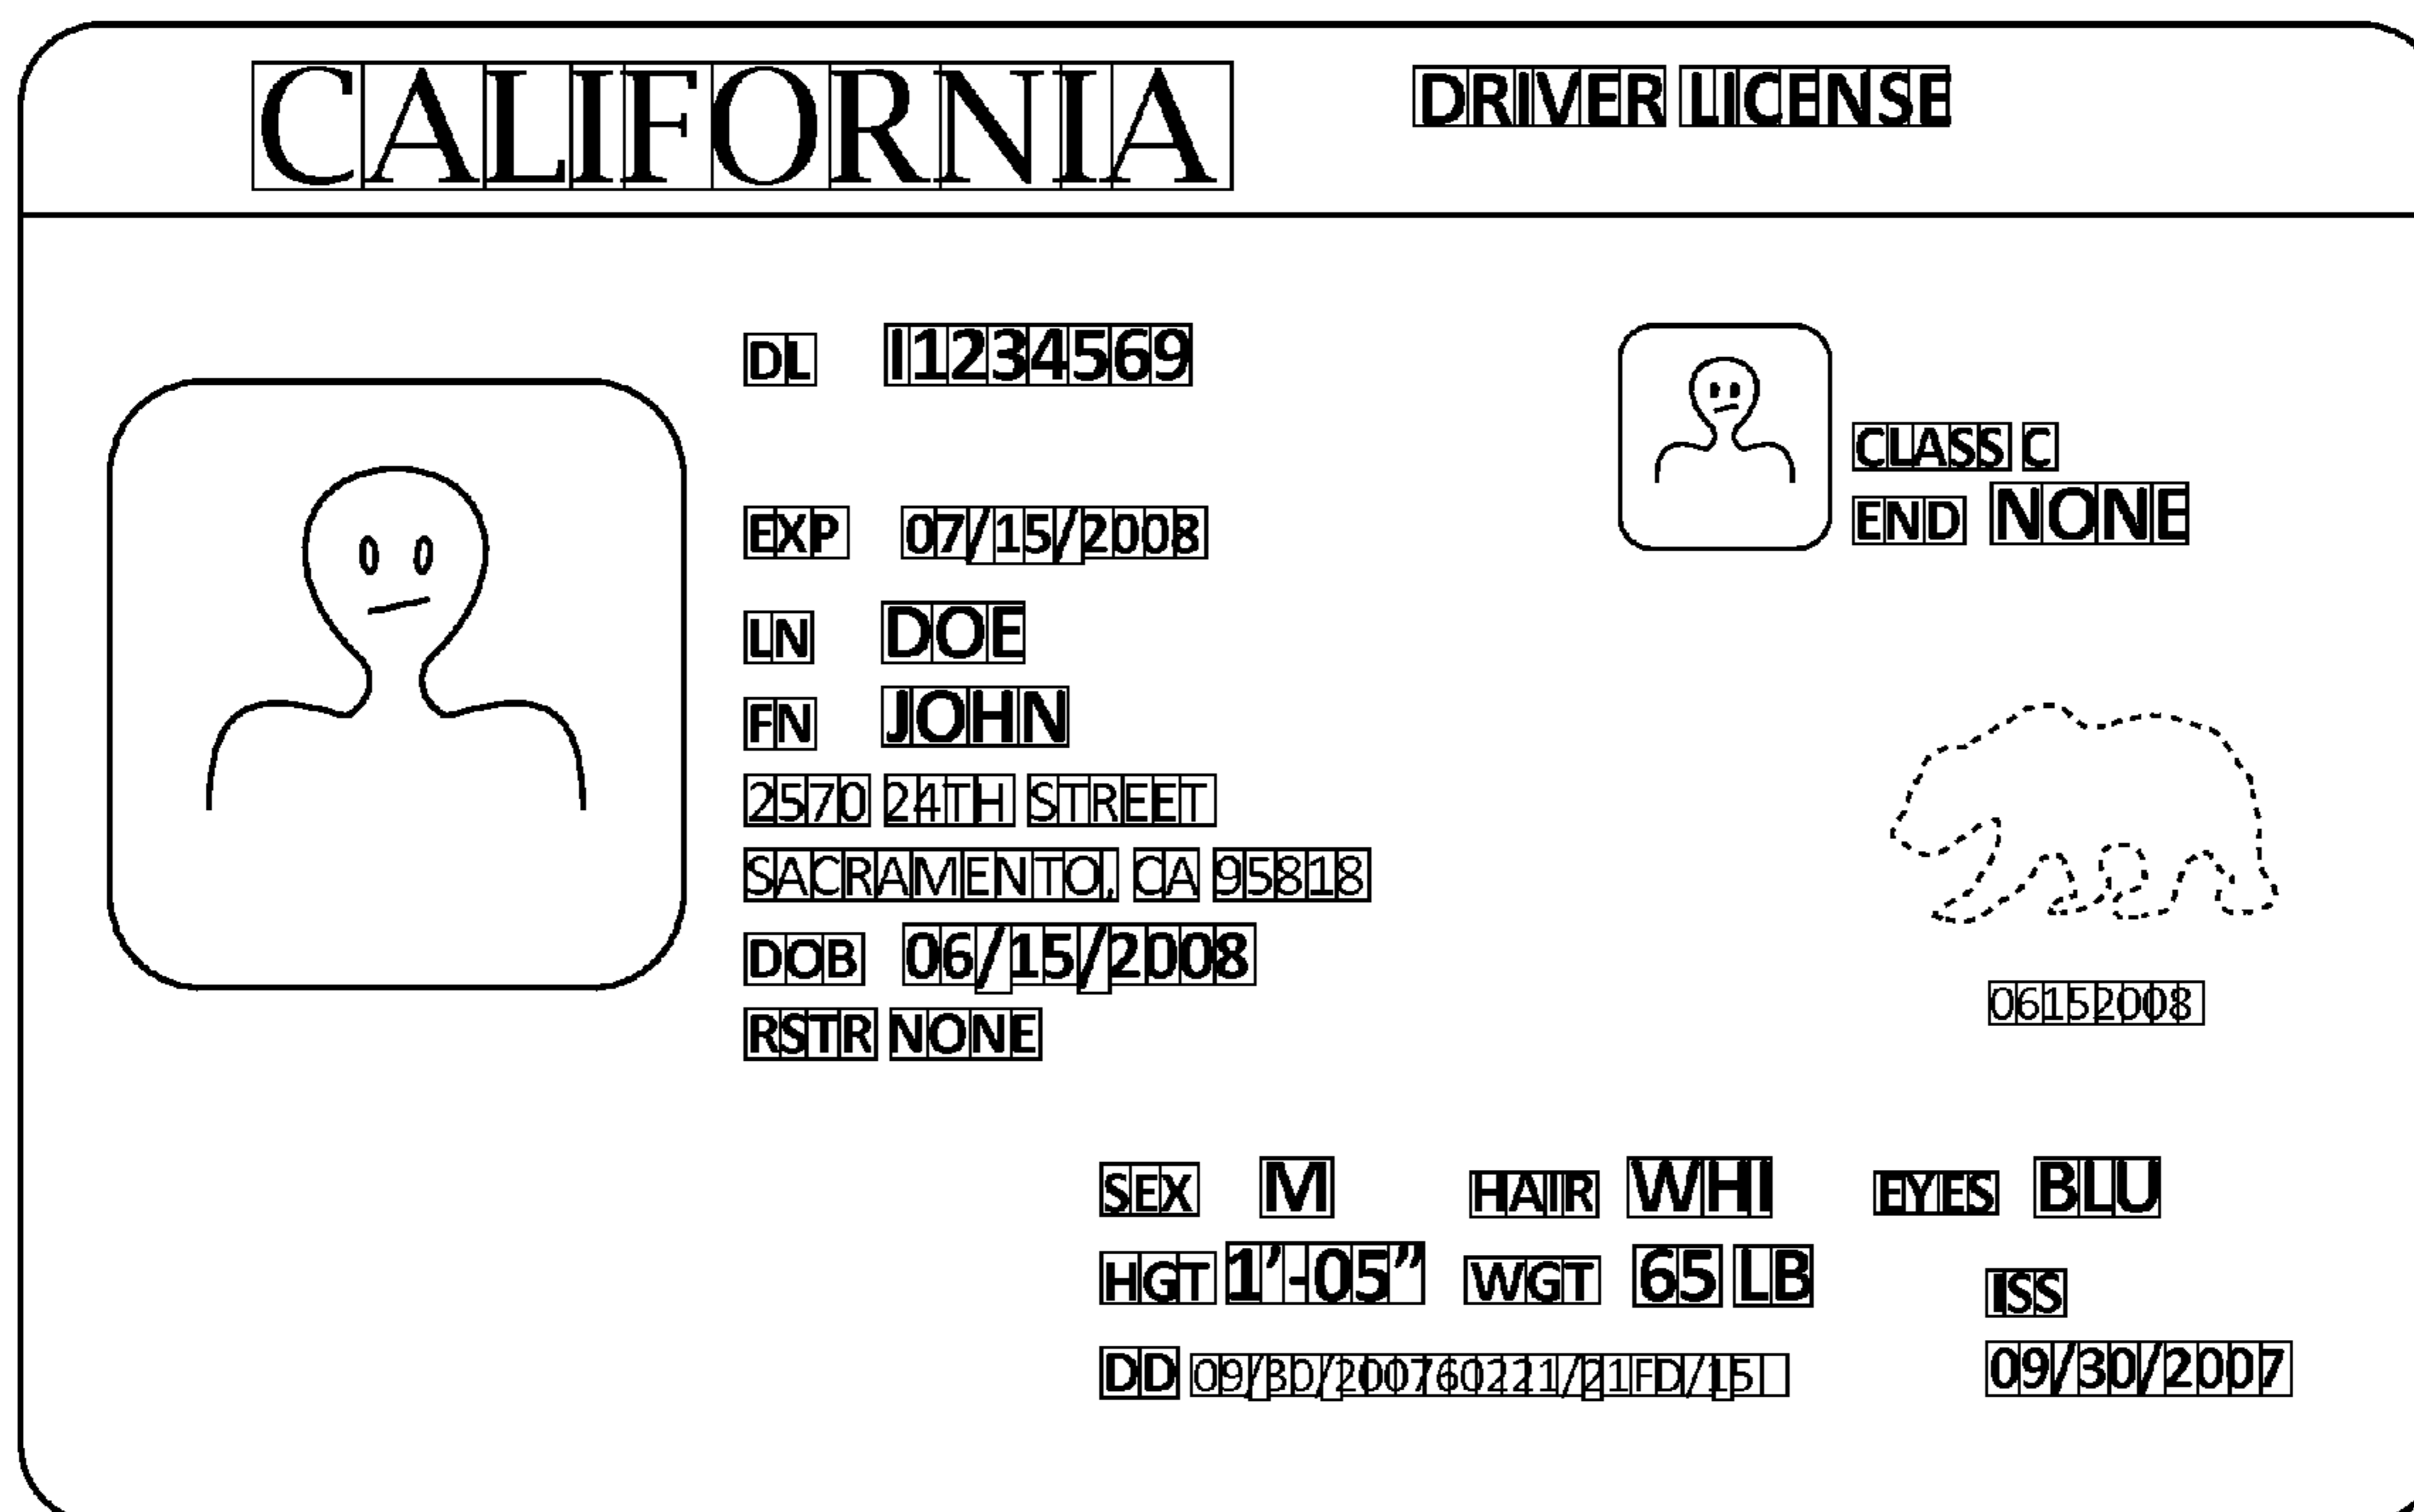 CALIFORNIA DRIVER LICENSE
DL I1234569
CLASS C
EXP 07/15/2008
END NONE
LN DOE
FN JOHN
2570 24TH STREET
SACRAMENTO, CA 95818
DOB 06/15/2008
06152008
RSTR NONE
SEX M HAIR WHI EYES BLU
HGT 1’-05” WGT 65 LB
ISS
DD 09/30/200760221/21FD/15
09/30/2007